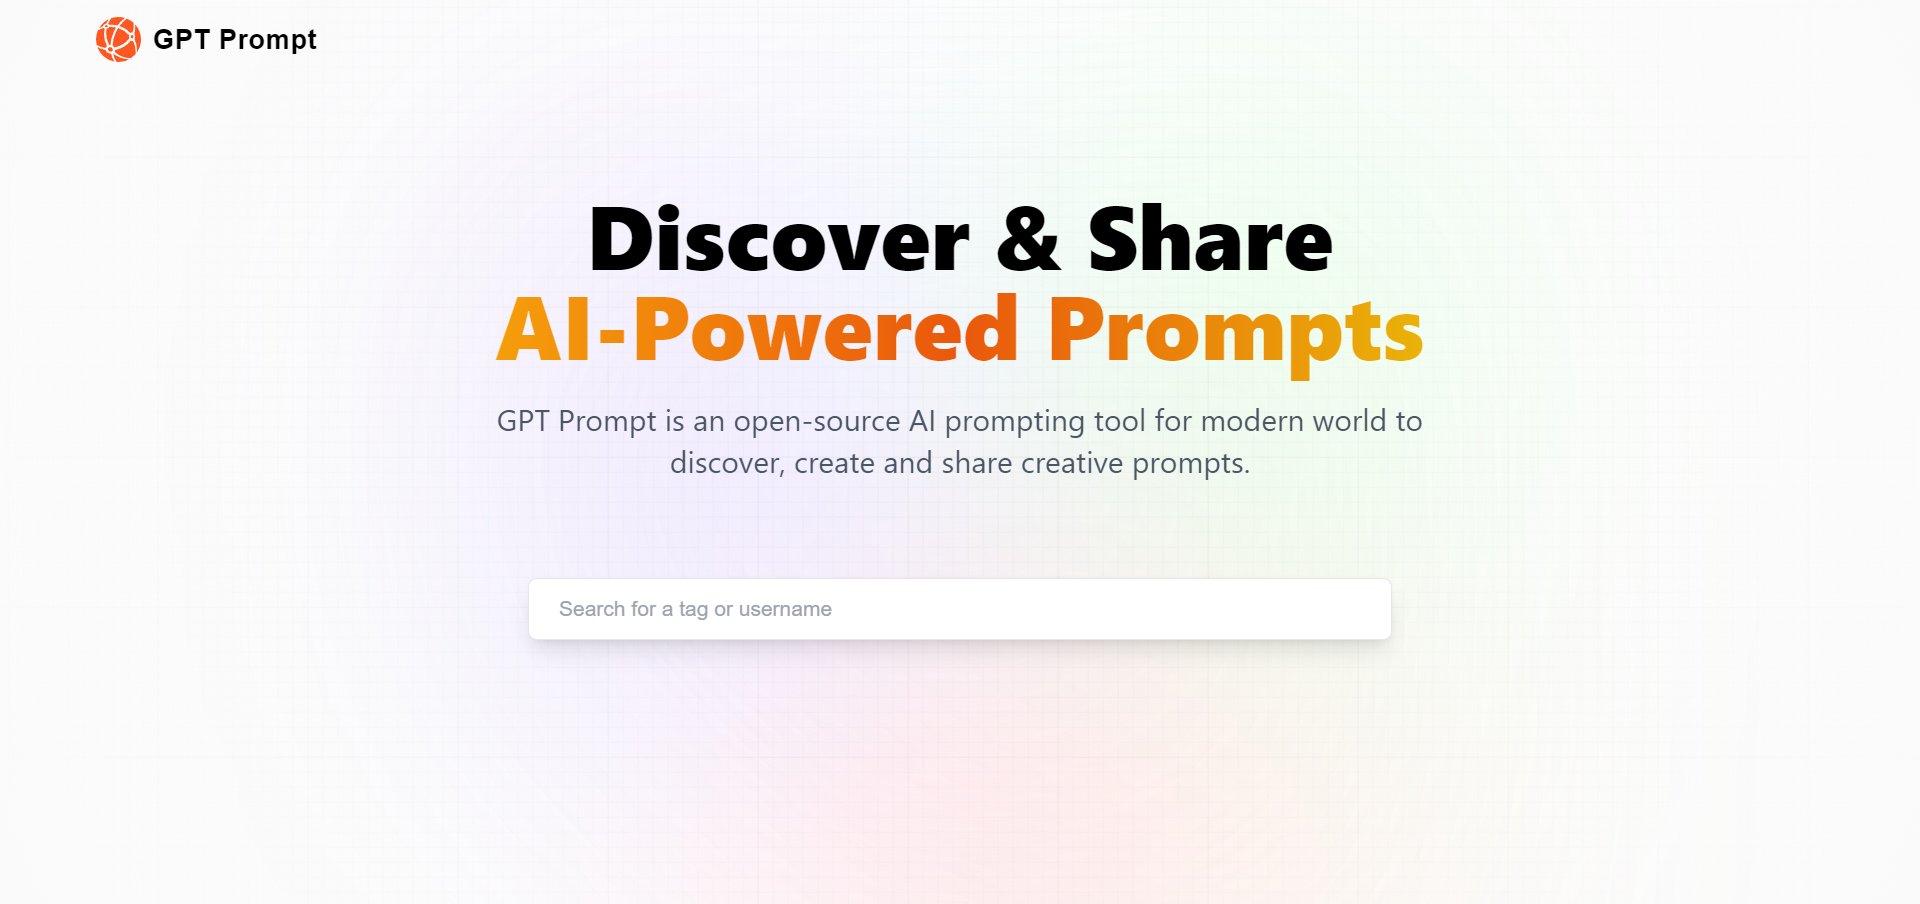 GPT Prompt
Discover & Share
AI-Powered Prompts
GPT Prompt is an open-source AI prompting tool for modern world to
discover, create and share creative prompts.
Search for a tag or username